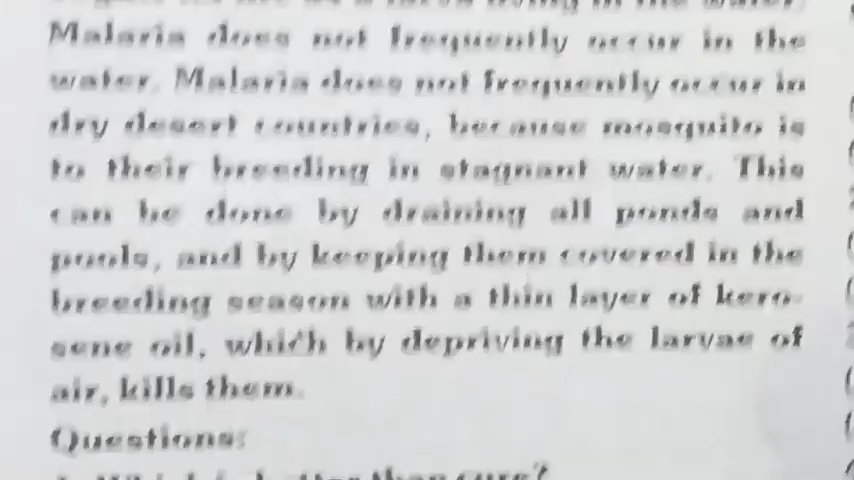 Malaria does not frequently occur in the
water. Malaria does not frequently occur in
dry desert countries, because mosquito is
to their breeding in stagnant water. This
can be done by draining all ponds and
pools, and by keeping them covered in the
breeding season with a thin layer of kero-
sene oil, which by depriving the larvae of
air, kills them.
Questions:
better than cure?